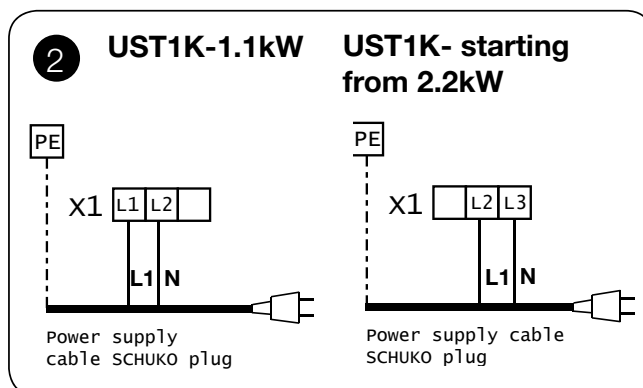 2
UST1K-1.1kW
UST1K- starting
from 2.2kW
PE
X1 L1 L2
L1 N
Power supply
cable SCHUKO plug
PE
X1 L2 L3
L1 N
Power supply cable
SCHUKO plug